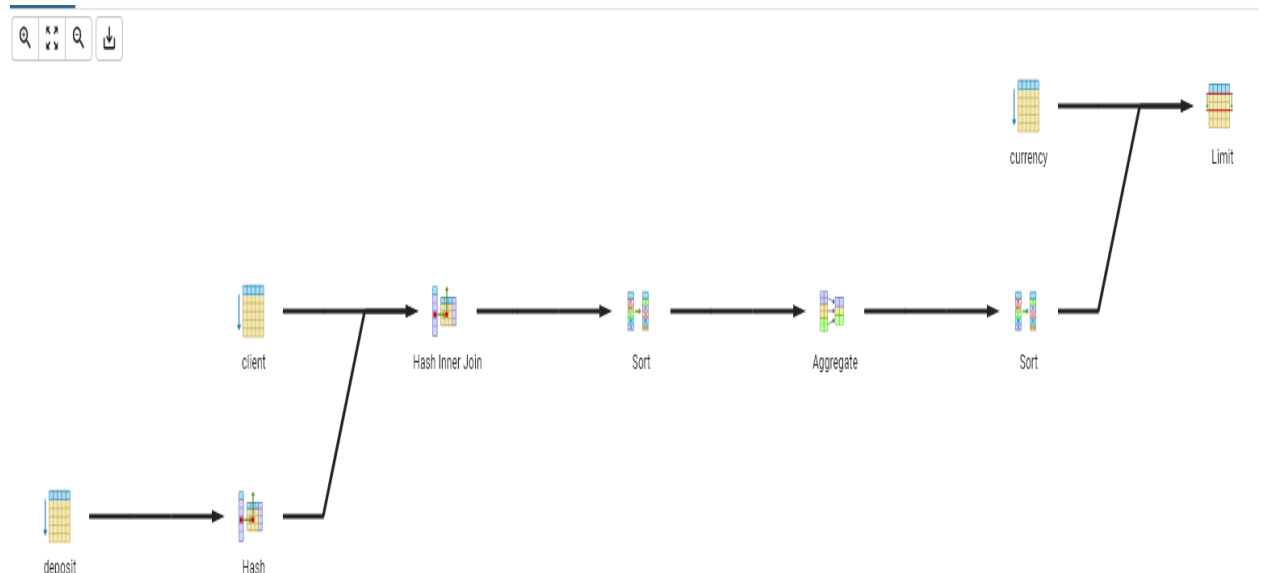 currency
Limit
client
Hash Inner Join
Sort
Aggregate
Sort
deposit
Hash